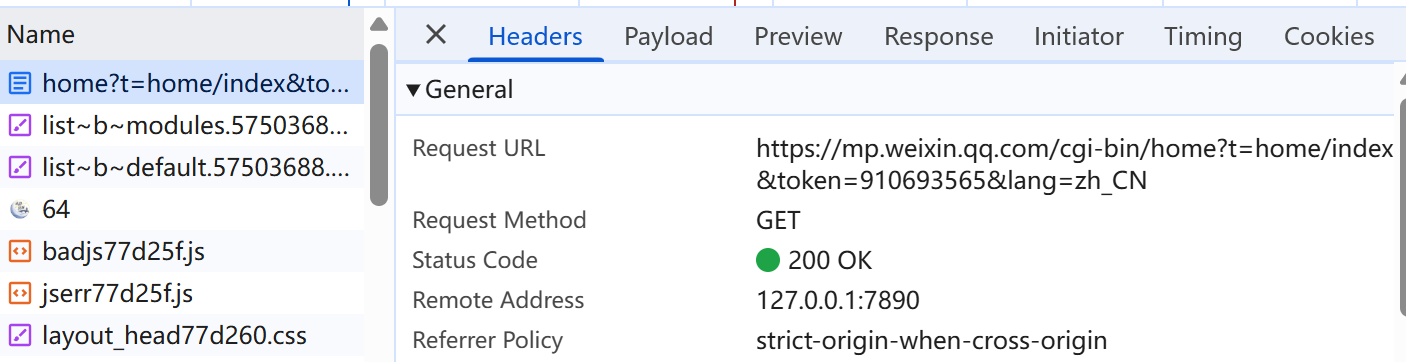 Name
home?t=home/index&to...
list~b~modules.5750368...
list~b~default.57503688....
64
badjs77d25f.js
jserr77d25f.js
layout_head77d260.css
Headers Payload Preview Response Initiator Timing Cookies
General
Request URL https://mp.weixin.qq.com/cgi-bin/home?t=home/index
&token=910693565&lang=zh_CN
Request Method GET
Status Code 200 OK
Remote Address 127.0.0.1:7890
Referrer Policy strict-origin-when-cross-origin